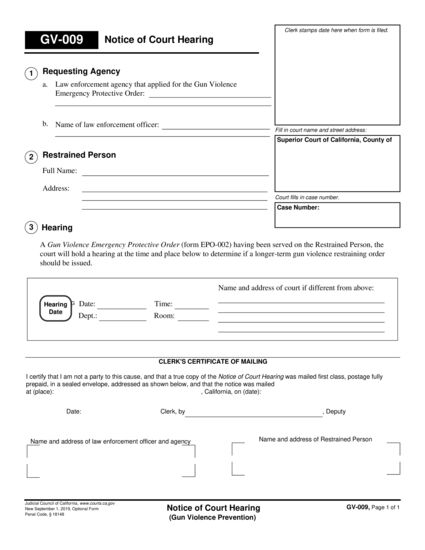 Clerk stamps date here when form is filed.
GV-009
Notice of Court Hearing
1
Requesting Agency
a. Law enforcement agency that applied for the Gun Violence
Emergency Protective Order:
b. Name of law enforcement officer:
Fill in court name and street address:
Superior Court of California, County of
2
Restrained Person
Full Name:
Address:
Court fills in case number.
Case Number:
3
Hearing
A Gun Violence Emergency Protective Order (form EPO-002) having been served on the Restrained Person, the
court will hold a hearing at the time and place below to determine if a longer-term gun violence restraining order
should be issued.
Name and address of court if different from above:
Hearing
Date
Date:
Time:
Dept.:
Room:
CLERK'S CERTIFICATE OF MAILING
I certify that I am not a party to this cause, and that a true copy of the Notice of Court Hearing was mailed first class, postage fully
prepaid, in a sealed envelope, addressed as shown below, and that the notice was mailed
at (place): , California, on (date):
Date: Clerk, by , Deputy
Name and address of law enforcement officer and agency
Name and address of Restrained Person
Judicial Council of California, www.courts.ca.gov
New September 1, 2019, Optional Form
Penal Code, § 18148
Notice of Court Hearing
(Gun Violence Prevention)
GV-009, Page 1 of 1